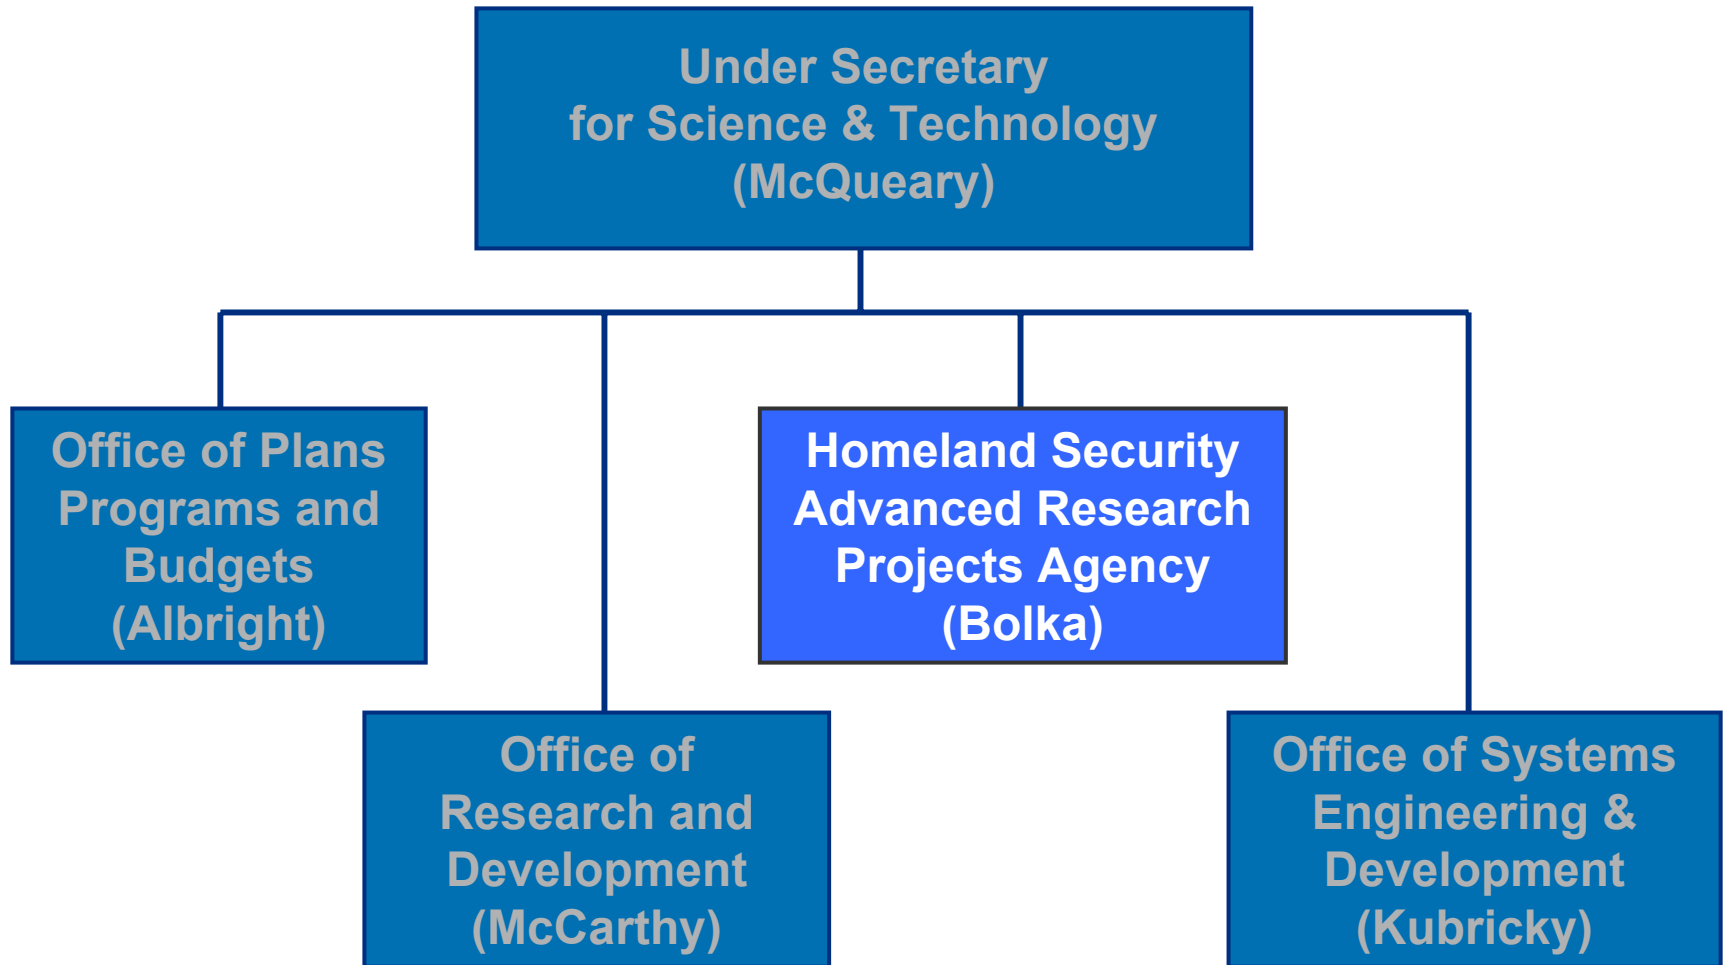 Under Secretary
for Science & Technology
(McQueary)
Office of Plans
Programs and
Budgets
(Albright)
Homeland Security
Advanced Research
Projects Agency
(Bolka)
Office of
Research and
Development
(McCarthy)
Office of Systems
Engineering &
Development
(Kubricky)